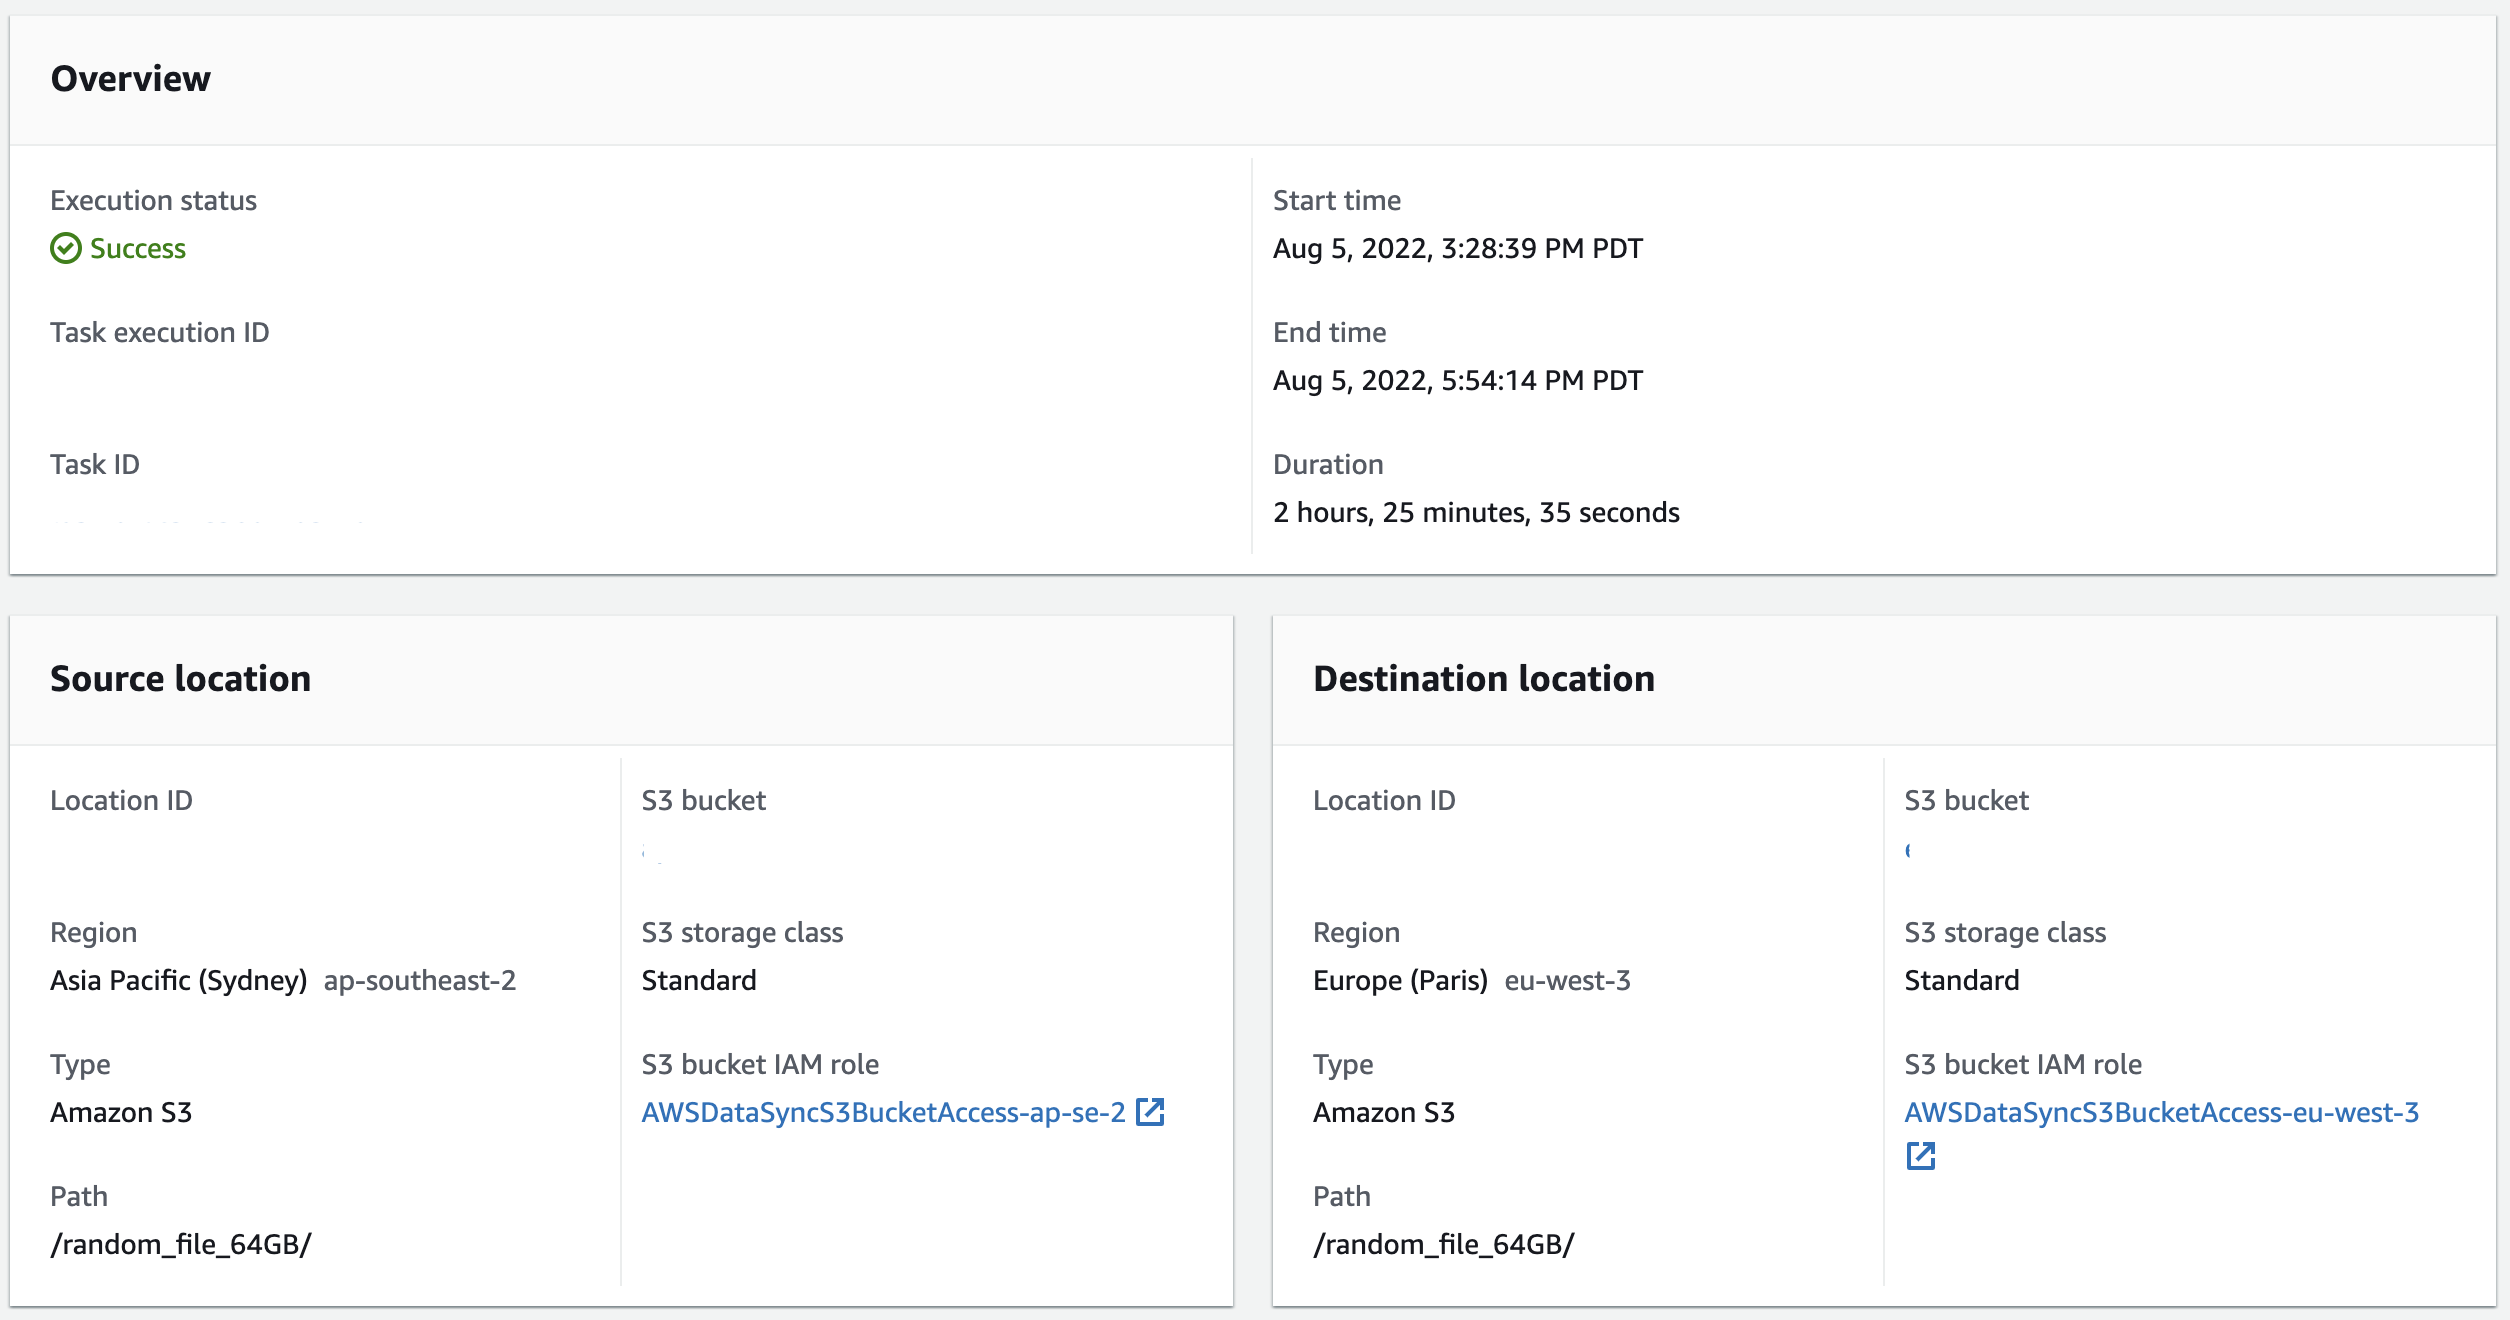 Overview
Execution status
Success
Task execution ID
Task ID
Start time
Aug 5, 2022, 3:28:39 PM PDT
End time
Aug 5, 2022, 5:54:14 PM PDT
Duration
2 hours, 25 minutes, 35 seconds
Source location
Location ID
Region
Asia Pacific (Sydney) ap-southeast-2
Type
Amazon S3
Path
/random_file_64GB/
S3 bucket
S3 storage class
Standard
S3 bucket IAM role
AWSDataSyncS3BucketAccess-ap-se-2
Destination location
Location ID
Region
Europe (Paris) eu-west-3
Type
Amazon S3
Path
/random_file_64GB/
S3 bucket
S3 storage class
Standard
S3 bucket IAM role
AWSDataSyncS3BucketAccess-eu-west-3